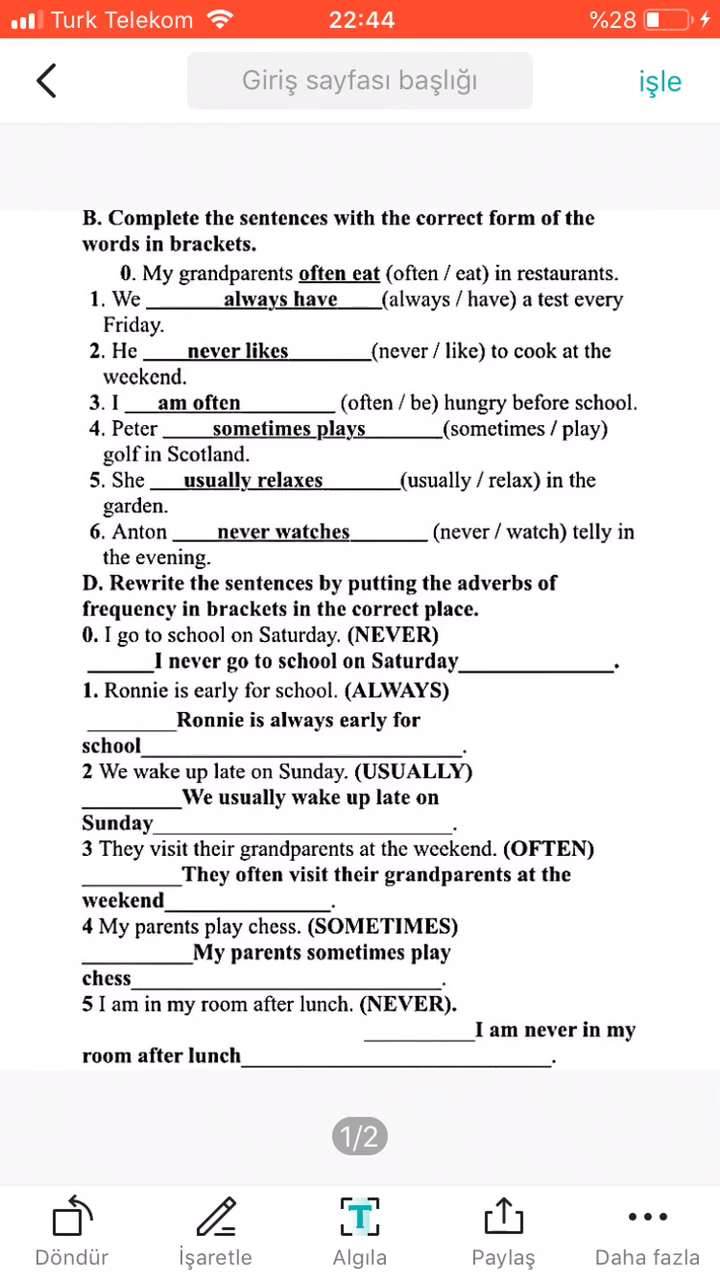 Turk Telekom 22:44 %28
Giriş sayfası başlığı işle
B. Complete the sentences with the correct form of the
words in brackets.
0. My grandparents often eat (often / eat) in restaurants.
1. We always have (always / have) a test every
Friday.
2. He never likes (never / like) to cook at the
weekend.
3. I am often (often / be) hungry before school.
4. Peter sometimes plays (sometimes / play)
golf in Scotland.
5. She usually relaxes (usually / relax) in the
garden.
6. Anton never watches (never / watch) telly in
the evening.
D. Rewrite the sentences by putting the adverbs of
frequency in brackets in the correct place.
0. I go to school on Saturday. (NEVER)
I never go to school on Saturday .
1. Ronnie is early for school. (ALWAYS)
Ronnie is always early for
school .
2 We wake up late on Sunday. (USUALLY)
We usually wake up late on
Sunday .
3 They visit their grandparents at the weekend. (OFTEN)
They often visit their grandparents at the
weekend .
4 My parents play chess. (SOMETIMES)
My parents sometimes play
chess .
5 I am in my room after lunch. (NEVER).
I am never in my
room after lunch .
1/2
Döndür İşaretle Algıla Paylaş Daha fazla